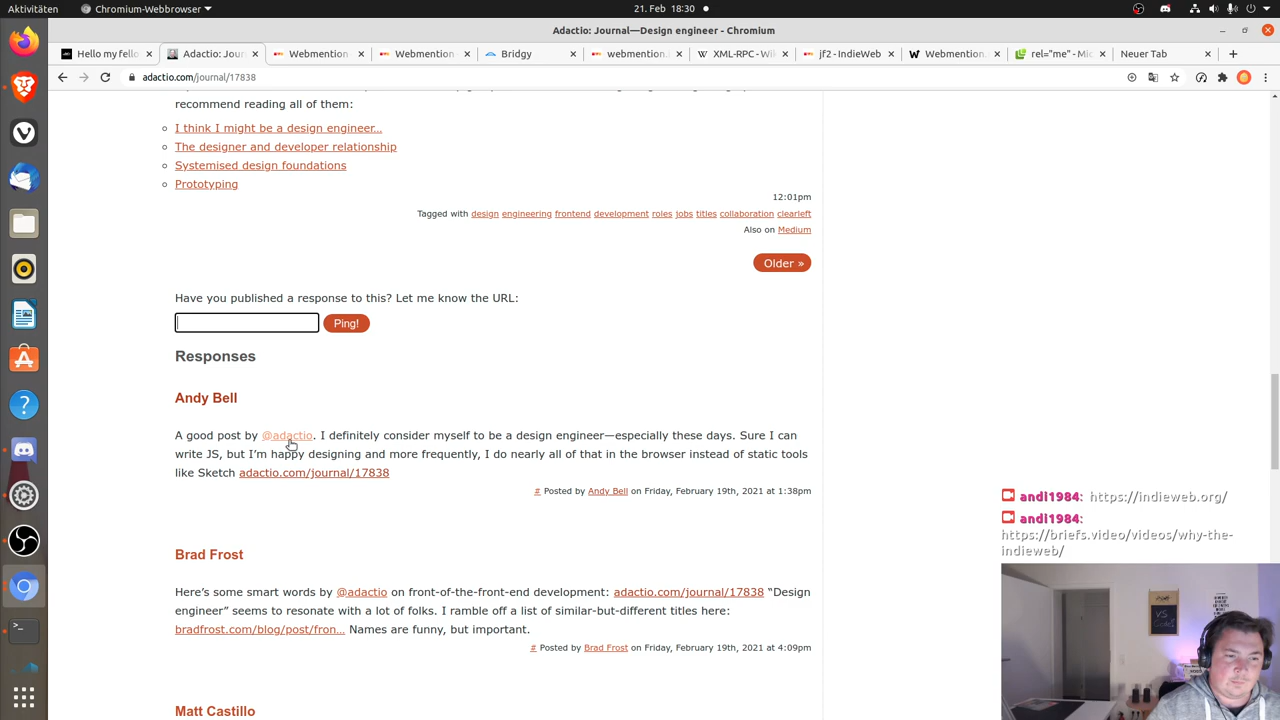 Aktivitäten
Chromium-Webbrowser
21. Feb 18:30
Adactio: Journal—Design engineer - Chromium
Hello my fello
Adactio: Jour
Webmention
Webmention
Bridgy
webmention.i
XML-RPC – Wi
jf2 - IndieWeb
Webmention.
rel="me" - Mic
Neuer Tab
adactio.com/journal/17838
recommend reading all of them:
I think I might be a design engineer…
The designer and developer relationship
Systemised design foundations
Prototyping
12:01pm
Tagged with design engineering frontend development roles jobs titles collaboration clearleft
Also on Medium
Older »
Have you published a response to this? Let me know the URL:
Ping!
Responses
Andy Bell
A good post by @adactio. I definitely consider myself to be a design engineer—especially these days. Sure I can
write JS, but I’m happy designing and more frequently, I do nearly all of that in the browser instead of static tools
like Sketch adactio.com/journal/17838
# Posted by Andy Bell on Friday, February 19th, 2021 at 1:38pm
Brad Frost
Here’s some smart words by @adactio on front-of-the-front-end development: adactio.com/journal/17838 “Design
engineer” seems to resonate with a lot of folks. I ramble off a list of similar-but-different titles here:
bradfrost.com/blog/post/fron… Names are funny, but important.
# Posted by Brad Frost on Friday, February 19th, 2021 at 4:09pm
Matt Castillo
andi1984: https://indieweb.org/
andi1984:
https://briefs.video/videos/why-the-
indieweb/